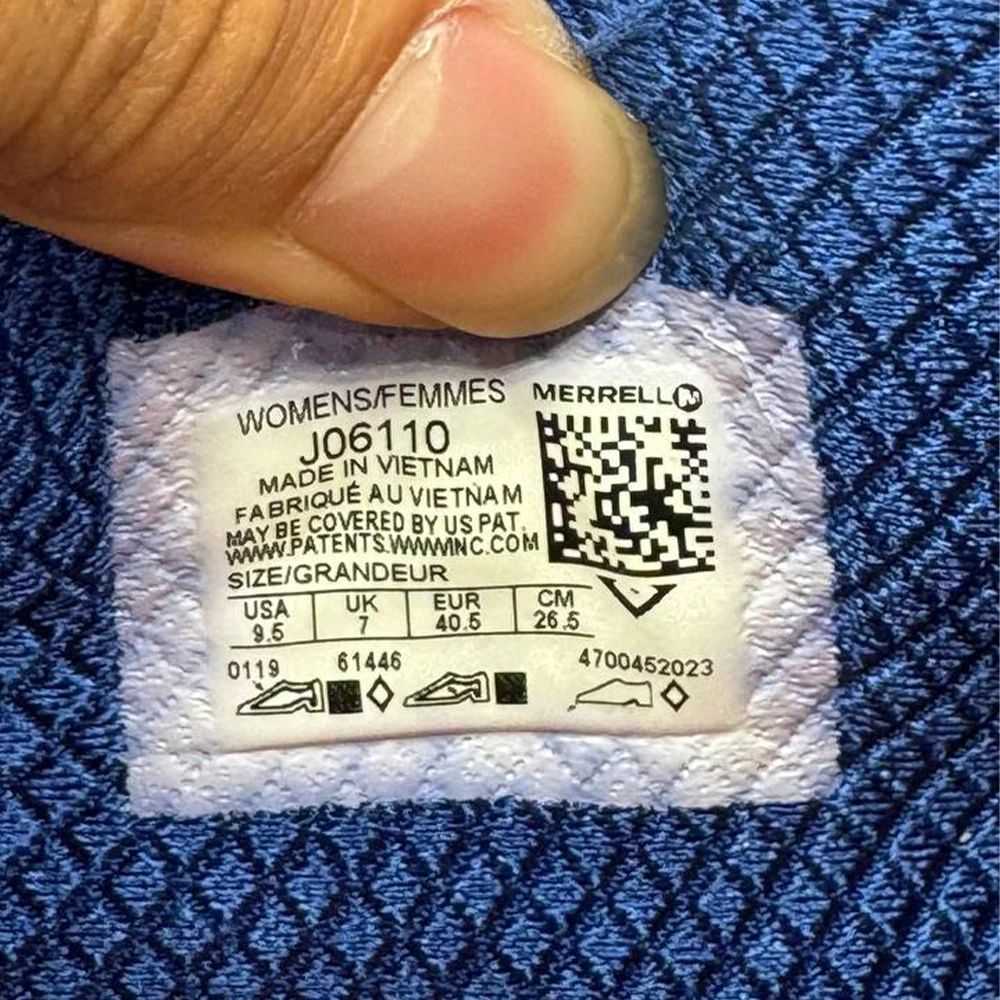 WOMENS/FEMMES
J06110
MADE IN VIETNAM
FABRIQUÉ AU VIETNAM
MAY BE COVERED BY US PAT.
WWW.PATENTS.WWWINC.COM
MERRELL
SIZE/GRANDEUR
USA UK EUR CM
9.5 7 40.5 26.5
0119 61446 4700452023